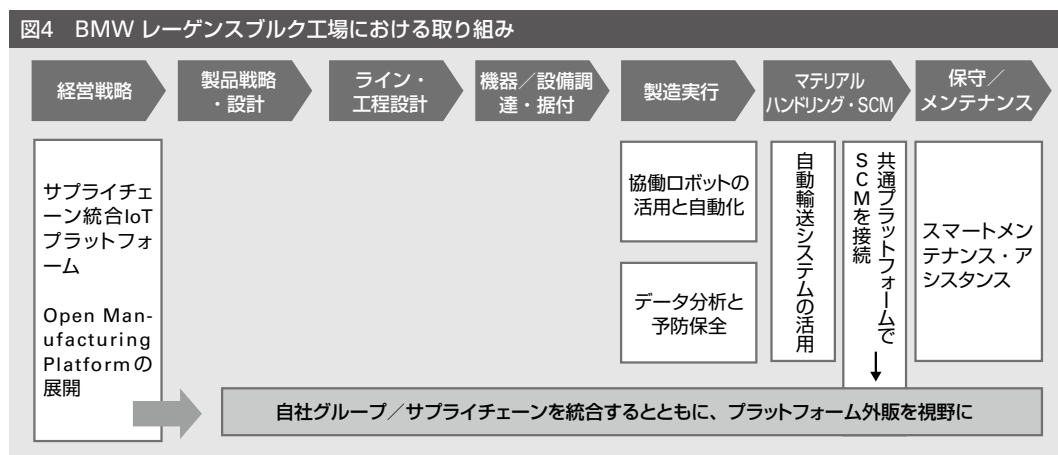 図4　BMW レーゲンスブルク工場における取り組み
経営戦略
製品戦略
・設計
ライン・
工程設計
機器／設備調
達・据付
製造実行
マテリアル
ハンドリング・SCM
保守／
メンテナンス
サプライチェ
ーン統合IoT
プラットフォ
ーム
Open Man-
ufacturing
Platformの
展開
協働ロボットの
活用と自動化
データ分析と
予防保全
自動輸送システムの活用
共通プラットフォームで
SCMを接続
スマートメン
テナンス・ア
シスタンス
自社グループ／サプライチェーンを統合するとともに、プラットフォーム外販を視野に